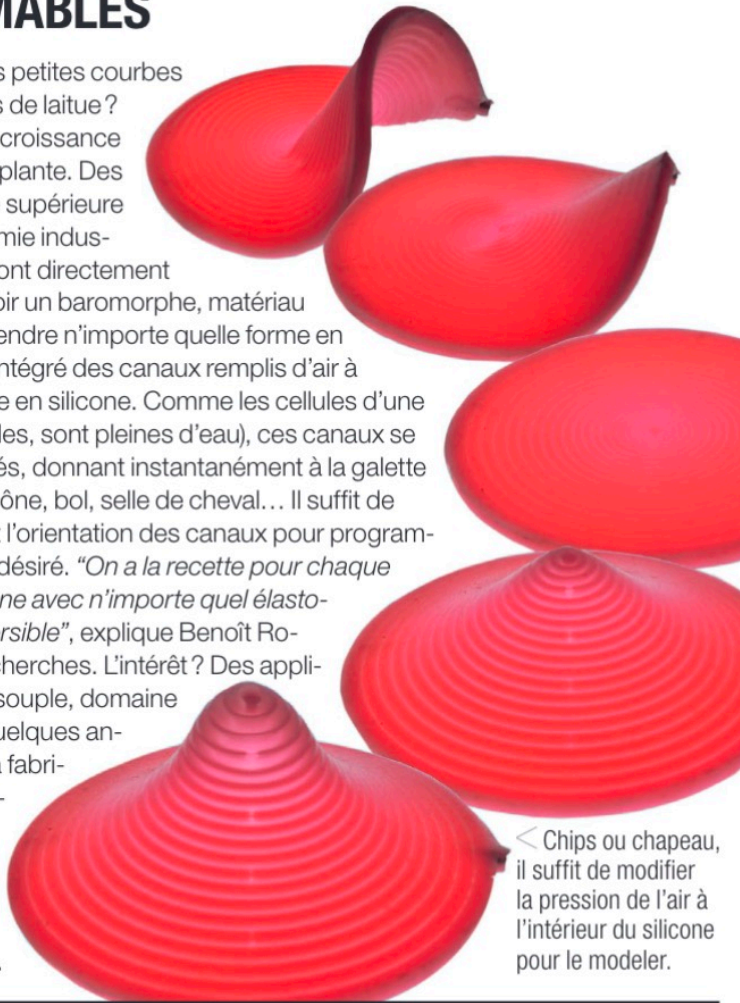 MABLES
s petites courbes
s de laitue ?
croissance
plante. Des
supérieure
mie indus-
ont directement
oir un baromorphe, matériau
endre n’importe quelle forme en
ntégré des canaux remplis d’air à
e en silicone. Comme les cellules d’une
les, sont pleines d’eau), ces canaux se
és, donnant instantanément à la galette
ône, bol, selle de cheval… Il suffit de
t l’orientation des canaux pour program-
désiré. “On a la recette pour chaque
ne avec n’importe quel élasto-
rsible”, explique Benoît Ro-
cherches. L’intérêt ? Des appli-
souple, domaine
uelques an-
a fabri-
-
< Chips ou chapeau,
il suffit de modifier
la pression de l’air à
l’intérieur du silicone
pour le modeler.